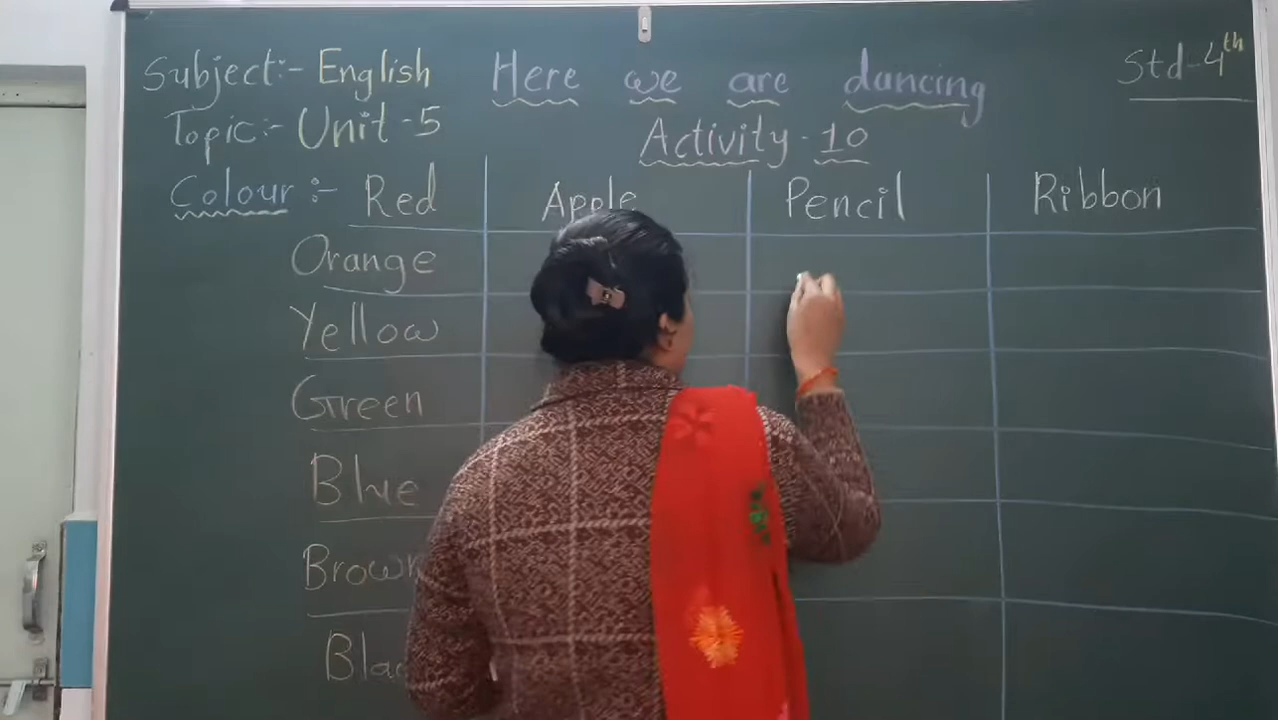 Subject:- English Here we are dancing Std-4th
Topic:- Unit-5 Activity-10
Colour:- Red Apple Pencil Ribbon
Orange
Yellow
Green
Blue
Brown